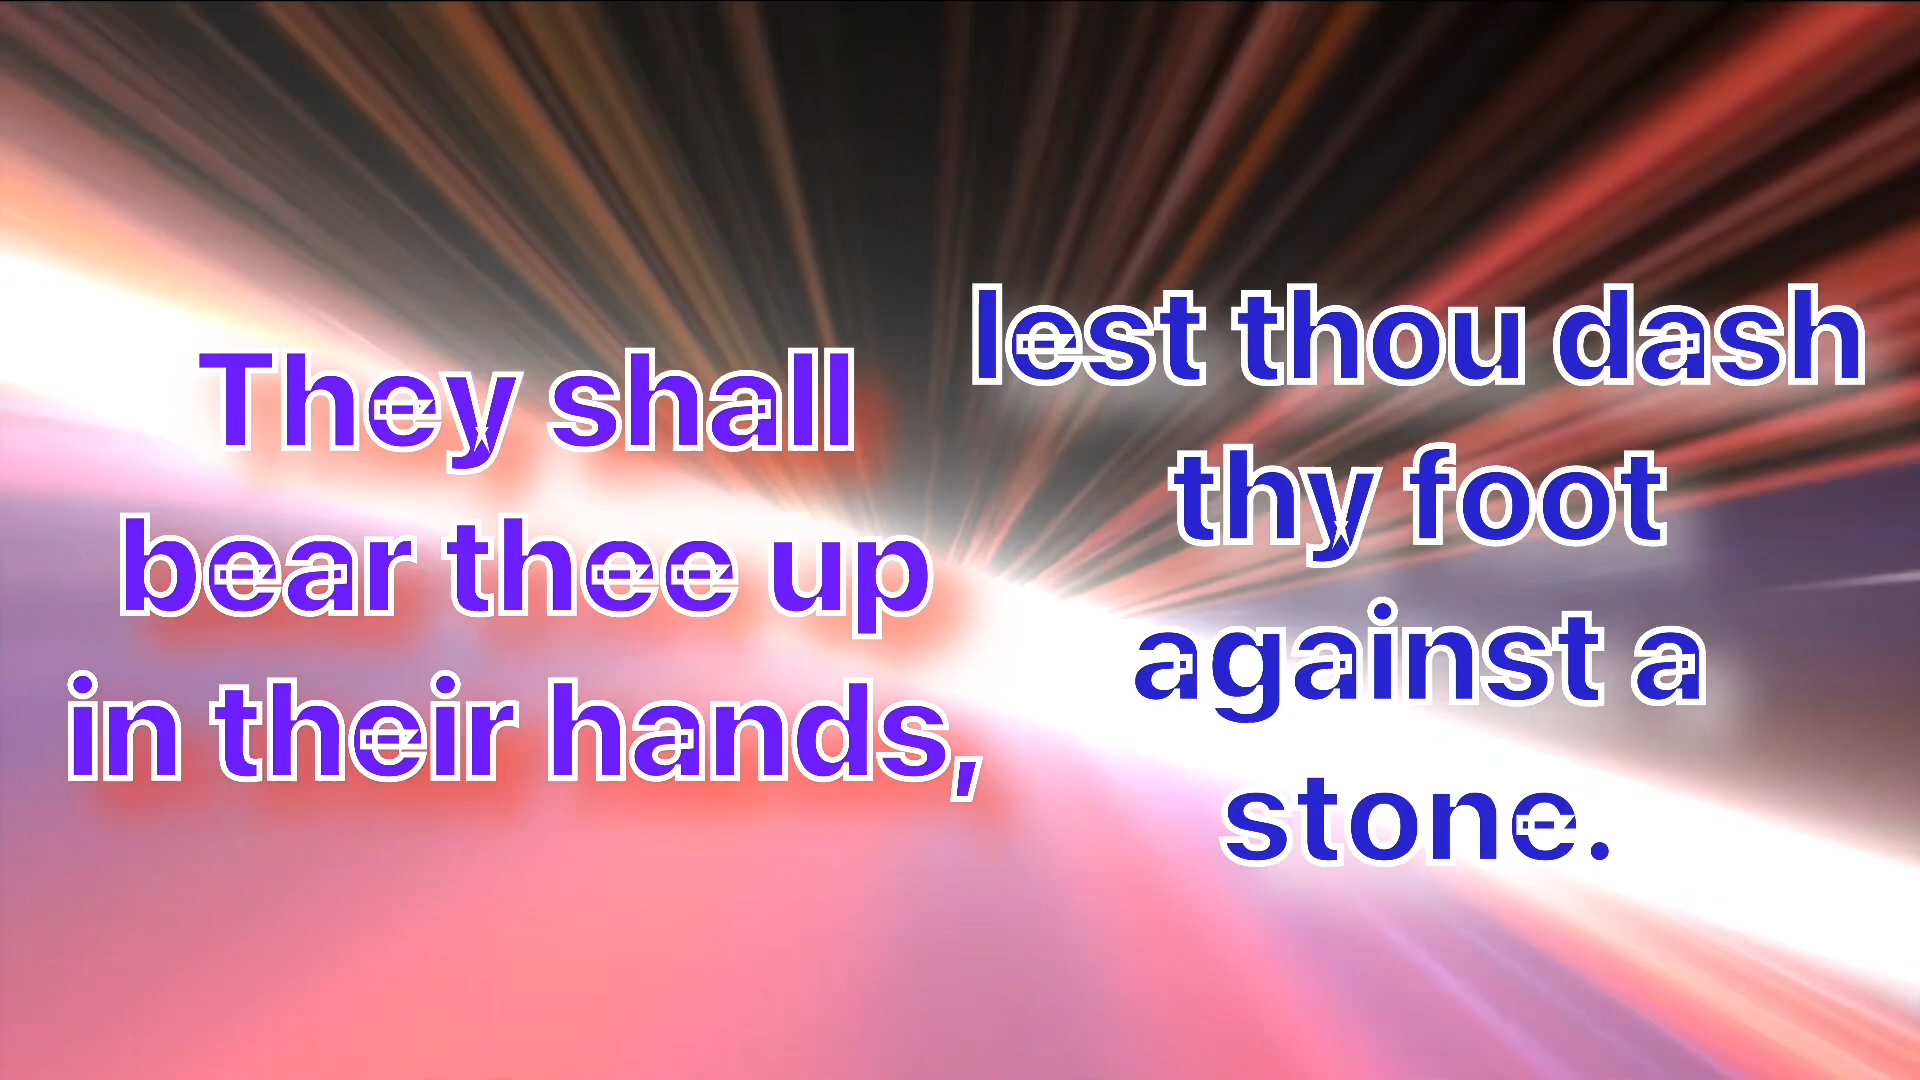 They shall
bear thee up
in their hands,
lest thou dash
thy foot
against a
stone.